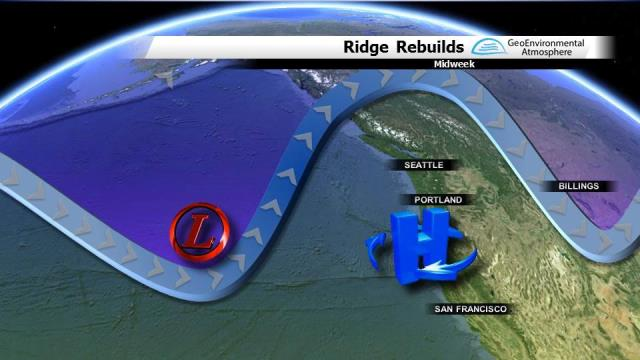 Ridge Rebuilds
GeoEnvironmental
Atmosphere
Midweek
SEATTLE
BILLINGS
PORTLAND
L
H
SAN FRANCISCO